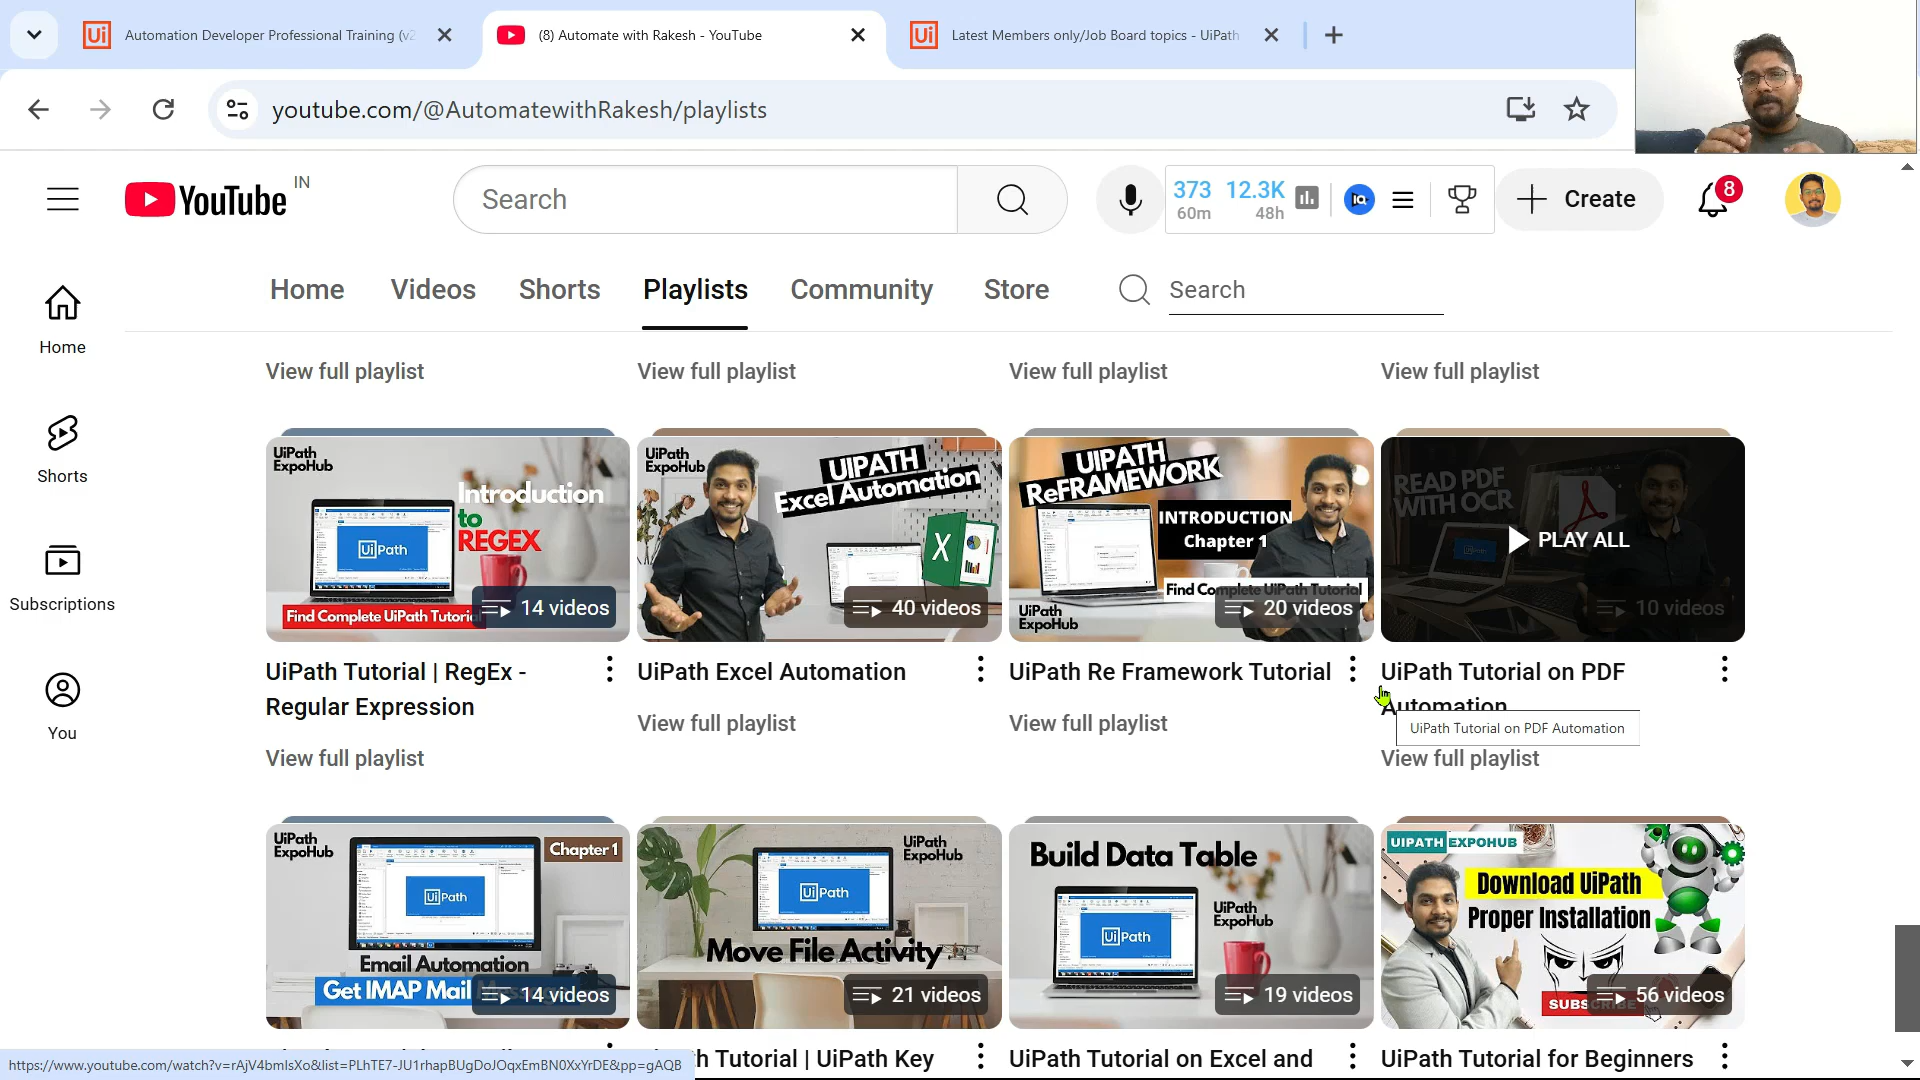 Automation Developer Professional Training (v2
(8) Automate with Rakesh - YouTube
Latest Members only/Job Board topics - UiPath
youtube.com/@AutomatewithRakesh/playlists
YouTube IN
Search
373
60m
12.3K
48h
Create
8
Home Videos Shorts Playlists Community Store Search
Home
Shorts
Subscriptions
You
View full playlist View full playlist View full playlist View full playlist
UiPath
ExpoHub
Introduction
to
REGEX
UiPath
Find Complete UiPath Tutorial
14 videos
UiPath
ExpoHub
UIPATH
Excel Automation
40 videos
UIPATH
ReFRAMEWORK
INTRODUCTION
Chapter 1
Find Complete UiPath Tutorial
UiPath
ExpoHub
20 videos
READ PDF
WITH OCR
PLAY ALL
10 videos
UiPath Tutorial | RegEx -
Regular Expression
View full playlist
UiPath Excel Automation
View full playlist
UiPath Re Framework Tutorial
View full playlist
UiPath Tutorial on PDF
Automation
UiPath Tutorial on PDF Automation
View full playlist
UiPath
ExpoHub
Chapter 1
UiPath
Email Automation
Get IMAP Mail
14 videos
UiPath
ExpoHub
UiPath
Move File Activity
21 videos
Build Data Table
UiPath
ExpoHub
UiPath
19 videos
UIPATH EXPOHUB
Download UiPath
Proper Installation
SUBSCRIBE
56 videos
th Tutorial | UiPath Key
UiPath Tutorial on Excel and
UiPath Tutorial for Beginners
https://www.youtube.com/watch?v=rAjV4bmIsXo&list=PLhTE7-JU1rhapBUgDoJOqxEmBN0XxYrDE&pp=gAQB